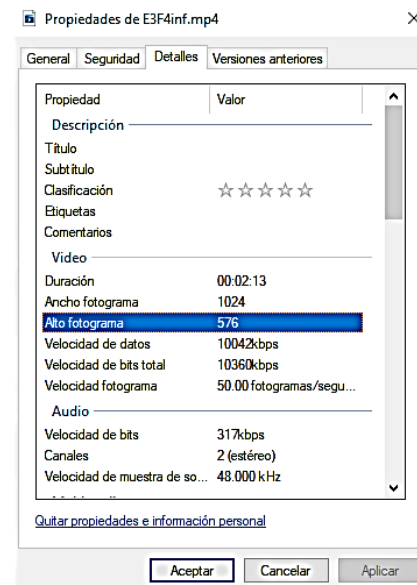 Propiedades de E3F4inf.mp4
General Seguridad Detalles Versiones anteriores
Propiedad Valor
Descripción
Título
Subtítulo
Clasificación
Etiquetas
Comentarios
Video
Duración 00:02:13
Ancho fotograma 1024
Alto fotograma 576
Velocidad de datos 10042kbps
Velocidad de bits total 10360kbps
Velocidad fotograma 50.00 fotogramas/segu...
Audio
Velocidad de bits 317kbps
Canales 2 (estéreo)
Velocidad de muestra de so... 48.000 kHz
Quitar propiedades e información personal
Aceptar Cancelar Aplicar